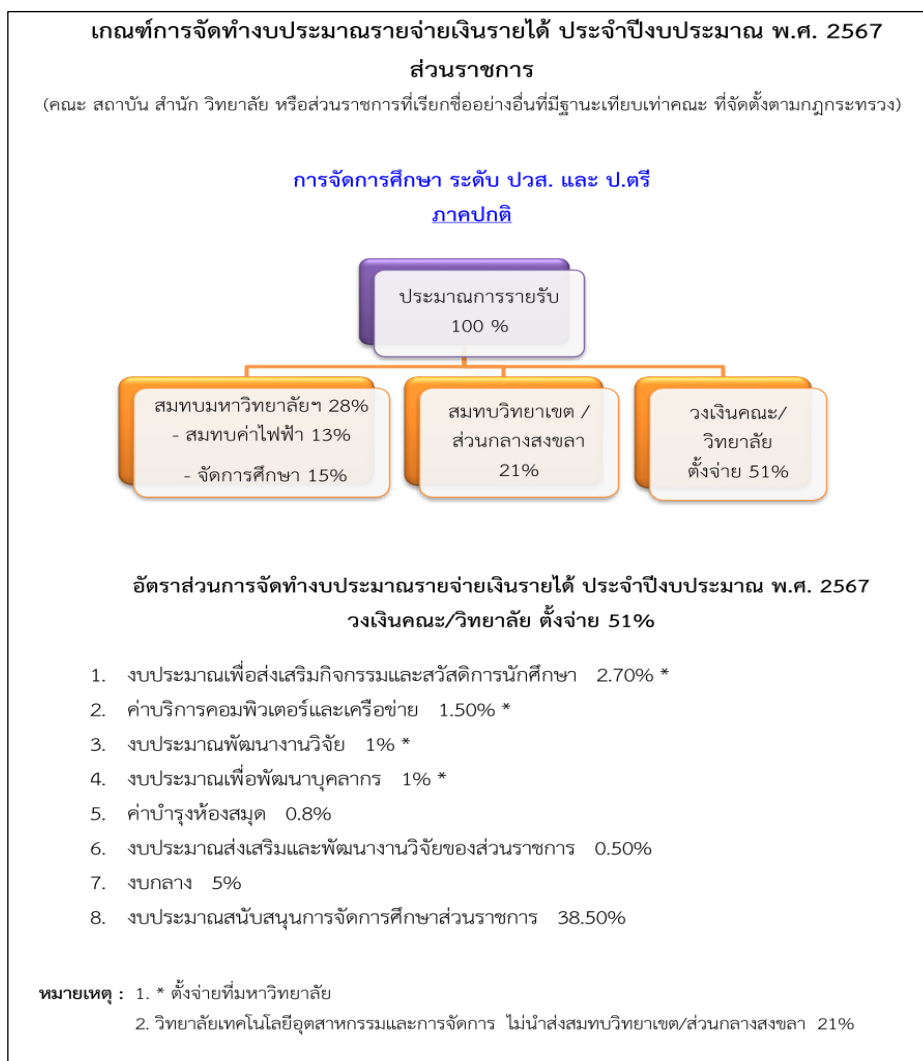 เกณฑ์การจัดทำงบประมาณรายจ่ายเงินรายได้ ประจำปีงบประมาณ พ.ศ. 2567
ส่วนราชการ
(คณะ สถาบัน สำนัก วิทยาลัย หรือส่วนราชการที่เรียกชื่ออย่างอื่นที่มีฐานะเทียบเท่าคณะ ที่จัดตั้งตามกฎกระทรวง)
การจัดการศึกษา ระดับ ปวส. และ ป.ตรี
ภาคปกติ
ประมาณการรายรับ
100 %
สมทบมหาวิทยาลัยฯ 28%
- สมทบค่าไฟฟ้า 13%
- จัดการศึกษา 15%
สมทบวิทยาเขต /
ส่วนกลางสงขลา
21%
วงเงินคณะ/
วิทยาลัย
ตั้งจ่าย 51%
อัตราส่วนการจัดทำงบประมาณรายจ่ายเงินรายได้ ประจำปีงบประมาณ พ.ศ. 2567
วงเงินคณะ/วิทยาลัย ตั้งจ่าย 51%
1. งบประมาณเพื่อส่งเสริมกิจกรรมและสวัสดิการนักศึกษา 2.70% *
2. ค่าบริการคอมพิวเตอร์และเครือข่าย 1.50% *
3. งบประมาณพัฒนางานวิจัย 1% *
4. งบประมาณเพื่อพัฒนาบุคลากร 1% *
5. ค่าบำรุงห้องสมุด 0.8%
6. งบประมาณส่งเสริมและพัฒนางานวิจัยของส่วนราชการ 0.50%
7. งบกลาง 5%
8. งบประมาณสนับสนุนการจัดการศึกษาส่วนราชการ 38.50%
หมายเหตุ : 1. * ตั้งจ่ายที่มหาวิทยาลัย
2. วิทยาลัยเทคโนโลยีอุตสาหกรรมและการจัดการ ไม่นำส่งสมทบวิทยาเขต/ส่วนกลางสงขลา 21%